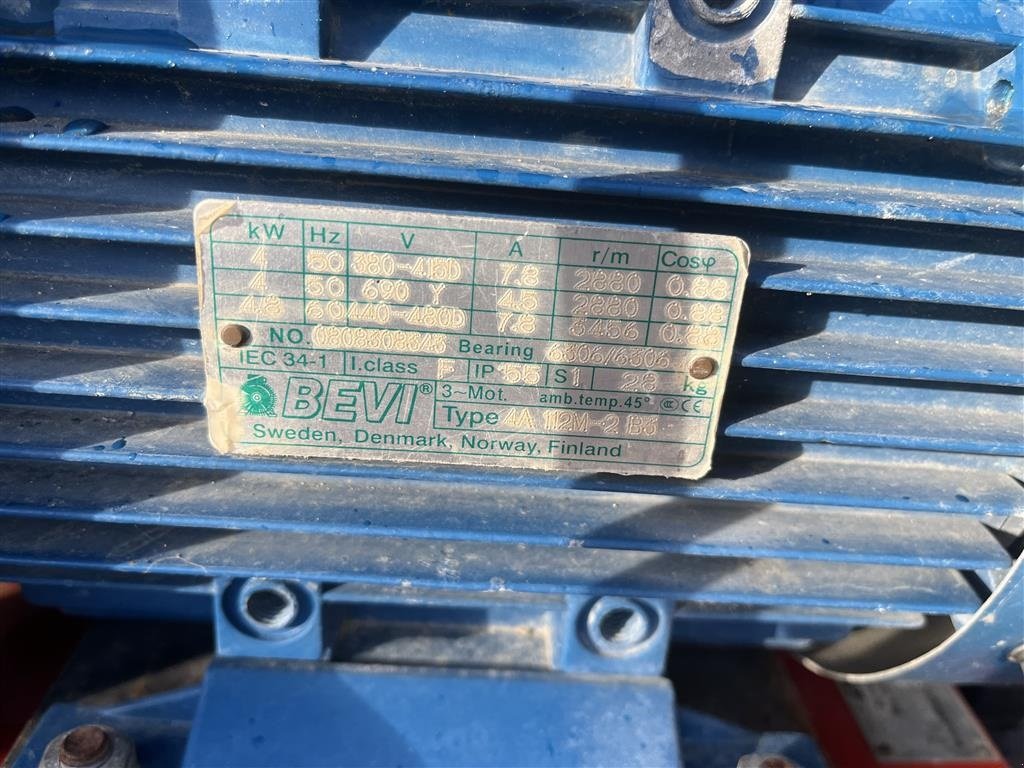 kW Hz V A r/m Cosφ
4 50 380-415D 7.8 2880 0.88
4 50 690 Y 4.5 2880 0.88
4.8 60 440-480D 7.8 3456 0.88
NO. Bearing 6306/6306
IEC 34-1 I.class F IP 55 S1 28 kg
BEVI® 3~Mot. amb.temp.45° CCC CE
Type 4A 112M-2 B3
Sweden, Denmark, Norway, Finland